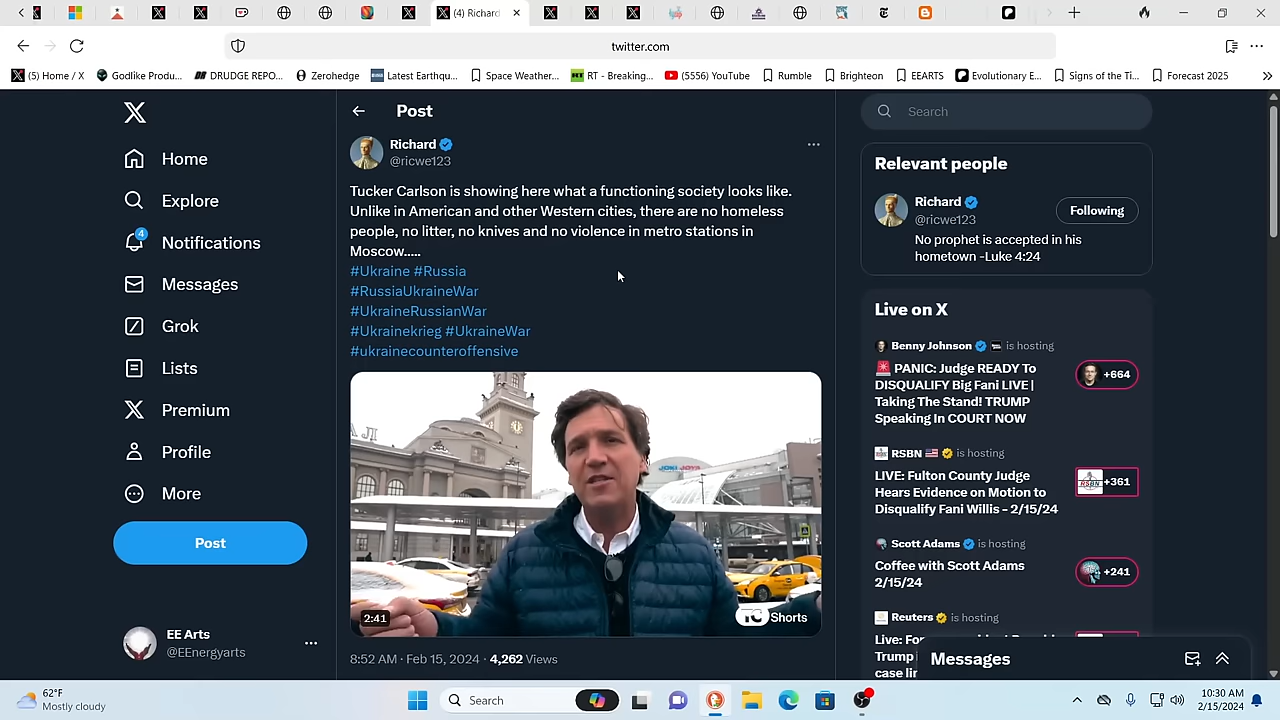 (4) Richard
twitter.com
(5) Home / X
Godlike Produ...
DRUDGE REPO...
Zerohedge
Latest Earthqu...
Space Weather...
RT - Breaking...
(5556) YouTube
Rumble
Brighteon
EEARTS
Evolutionary E...
Signs of the Ti...
Forecast 2025
Home
Explore
4
Notifications
Messages
Grok
Lists
Premium
Profile
More
Post
EE Arts
@EEnergyarts
Post
Richard
@ricwe123
Tucker Carlson is showing here what a functioning society looks like.
Unlike in American and other Western cities, there are no homeless
people, no litter, no knives and no violence in metro stations in
Moscow.....
#Ukraine #Russia
#RussiaUkraineWar
#UkraineRussianWar
#Ukrainekrieg #UkraineWar
#ukrainecounteroffensive
2:41
TC Shorts
8:52 AM · Feb 15, 2024 · 4,262 Views
Search
Relevant people
Richard
@ricwe123
Following
No prophet is accepted in his
hometown -Luke 4:24
Live on X
Benny Johnson is hosting
🚨 PANIC: Judge READY To
DISQUALIFY Big Fani LIVE |
Taking The Stand! TRUMP
Speaking In COURT NOW
+664
RSBN 🇺🇸 is hosting
LIVE: Fulton County Judge
Hears Evidence on Motion to
Disqualify Fani Willis - 2/15/24
+361
Scott Adams is hosting
Coffee with Scott Adams
2/15/24
+241
Reuters is hosting
Messages
62°F
Mostly cloudy
Search
10:30 AM
2/15/2024